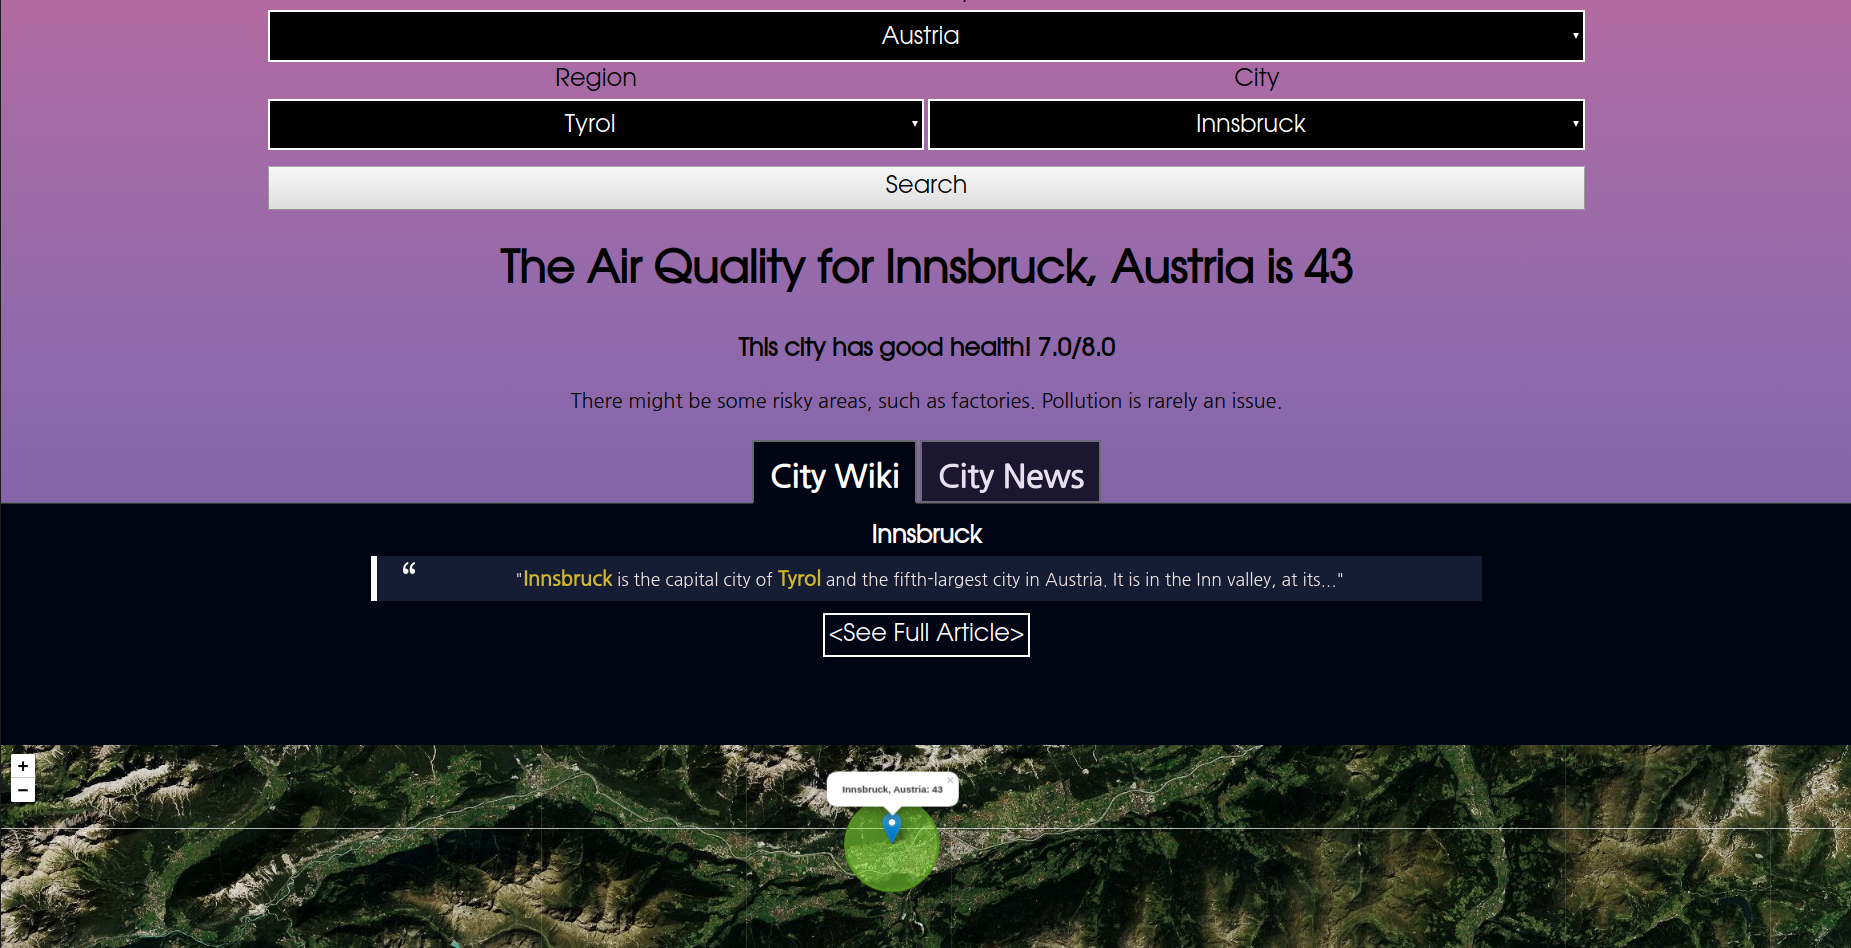 Austria
Region City
Tyrol Innsbruck
Search
The Air Quality for Innsbruck, Austria is 43
This city has good health! 7.0/8.0
There might be some risky areas, such as factories. Pollution is rarely an issue.
City Wiki City News
Innsbruck
“ "Innsbruck is the capital city of Tyrol and the fifth-largest city in Austria. It is in the Inn valley, at its..."
<See Full Article>
+
−
×
Innsbruck, Austria: 43